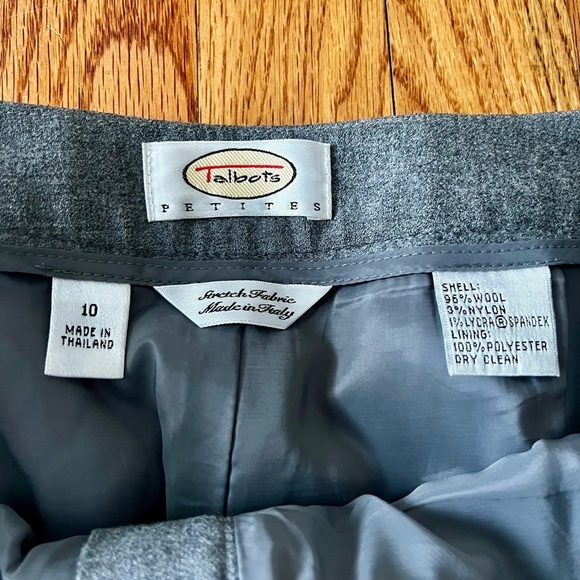 Talbots
PETITES
10
MADE IN
THAILAND
Stretch Fabric
Made in Italy
SHELL:
96%WOOL
3%NYLON
1%LYCRA®SPANDEX
LINING:
100%POLYESTER
DRY CLEAN